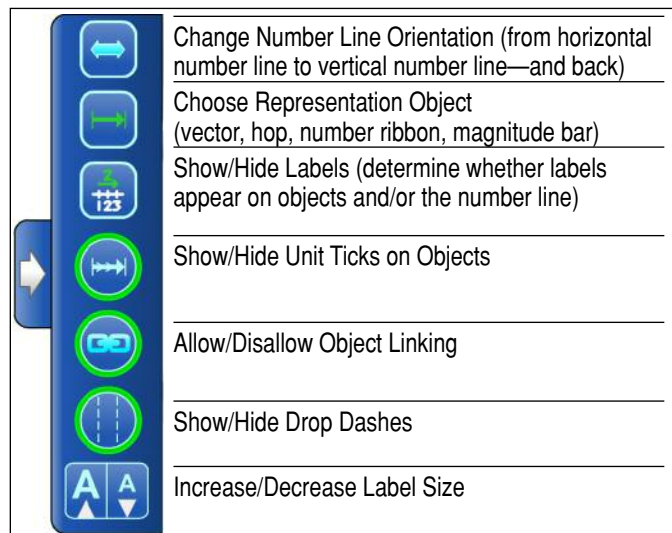 Change Number Line Orientation (from horizontal
number line to vertical number line—and back)
Choose Representation Object
(vector, hop, number ribbon, magnitude bar)
2
123
Show/Hide Labels (determine whether labels
appear on objects and/or the number line)
Show/Hide Unit Ticks on Objects
Allow/Disallow Object Linking
Show/Hide Drop Dashes
A A
Increase/Decrease Label Size